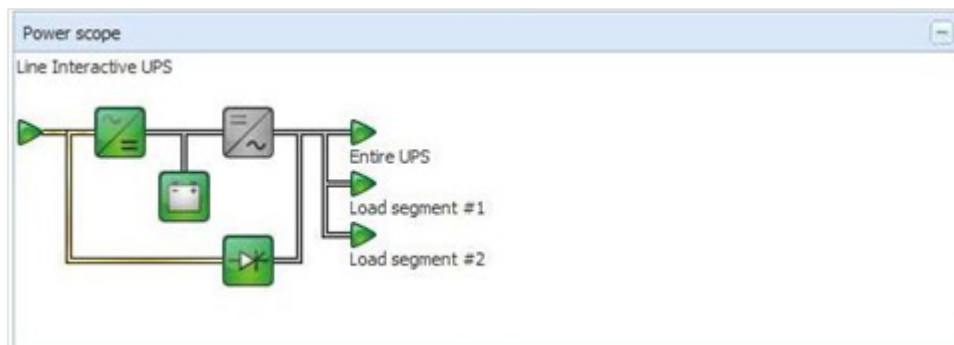 Power scope
Line Interactive UPS
Entire UPS
Load segment #1
Load segment #2